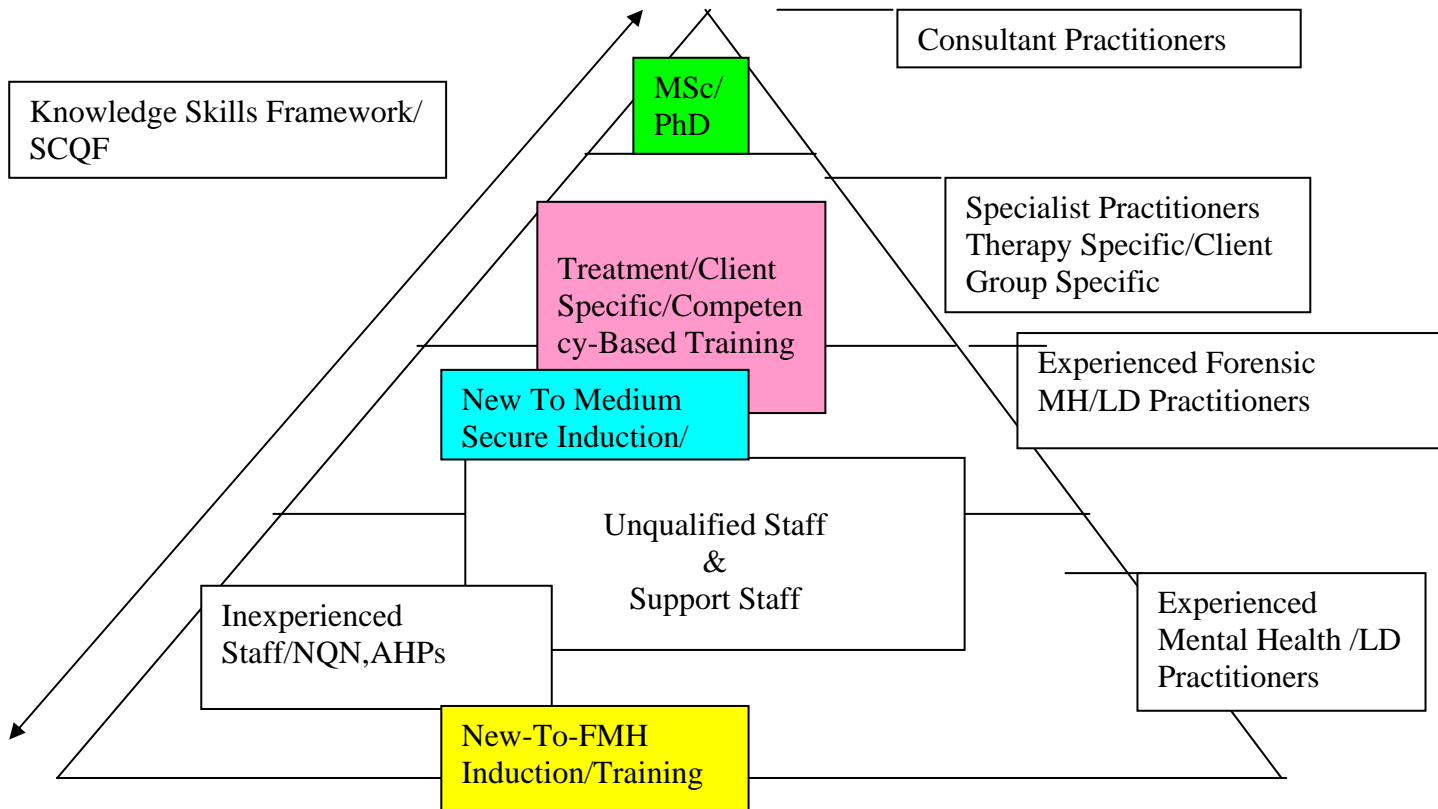 Consultant Practitioners
MSc/
PhD
Knowledge Skills Framework/
SCQF
Specialist Practitioners
Therapy Specific/Client
Group Specific
Treatment/Client
Specific/Competen
cy-Based Training
Experienced Forensic
MH/LD Practitioners
New To Medium
Secure Induction/
Unqualified Staff
&
Support Staff
Inexperienced
Staff/NQN,AHPs
Experienced
Mental Health /LD
Practitioners
New-To-FMH
Induction/Training